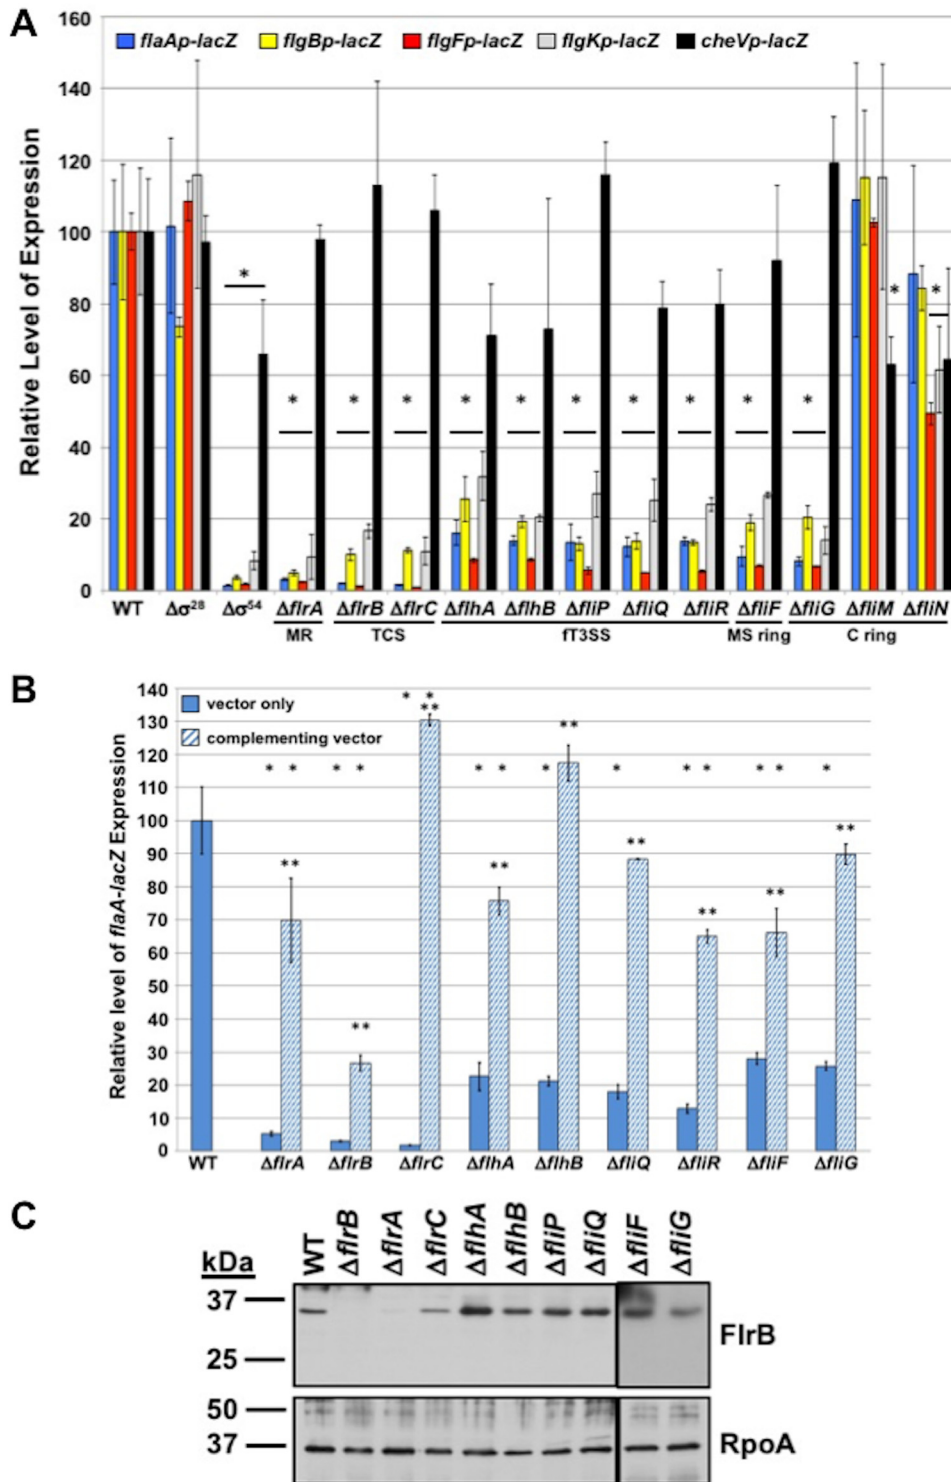 A
160
flaAp-lacZ flgBp-lacZ flgFp-lacZ flgKp-lacZ cheVp-lacZ
140
120
100
80
60
40
20
0
Relative Level of Expression
* * * * * * * * * * * * *
WT Δσ28 Δσ54 ΔflrA ΔflrB ΔflrC ΔflhA ΔflhB ΔfliP ΔfliQ ΔfliR ΔfliF ΔfliG ΔfliM ΔfliN
MR TCS fT3SS MS ring C ring
B
140
130
120
110
100
90
80
70
60
50
40
30
20
10
0
Relative level of flaA-lacZ Expression
vector only
complementing vector
* *
** **
* * * * * * * * * * * *
** ** ** ** ** ** **
WT ΔflrA ΔflrB ΔflrC ΔflhA ΔflhB ΔfliQ ΔfliR ΔfliF ΔfliG
C
kDa
WT ΔflrB ΔflrA ΔflrC ΔflhA ΔflhB ΔfliP ΔfliQ ΔfliF ΔfliG
37
25
FlrB
50
37
RpoA